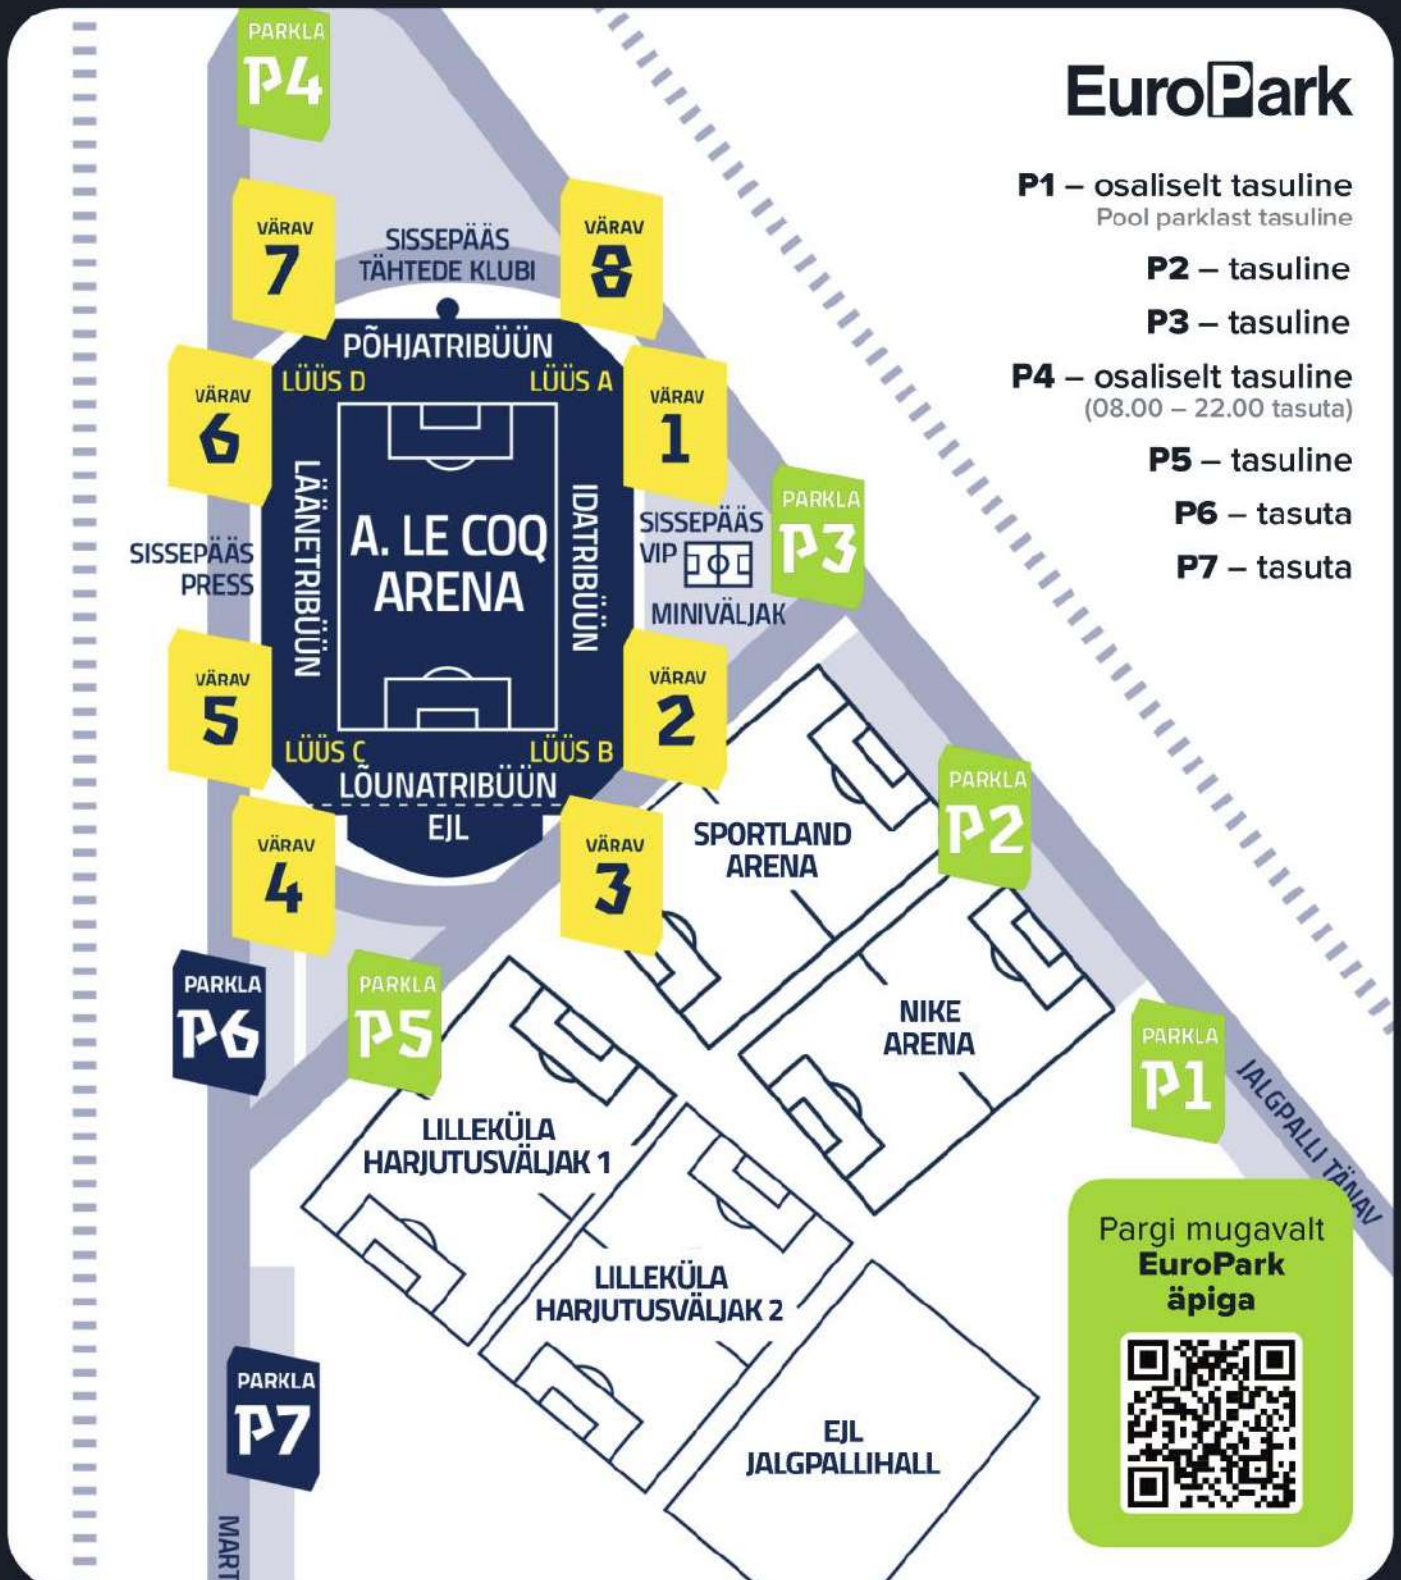 PARKLA
P4
EuroPark
P1 – osaliselt tasuline
Pool parklast tasuline
P2 – tasuline
P3 – tasuline
P4 – osaliselt tasuline
(08.00 – 22.00 tasuta)
P5 – tasuline
P6 – tasuta
P7 – tasuta
VÄRAV
7
SISSEPÄÄS
TÄHTEDE KLUBI
VÄRAV
8
PÕHJATRIBÜÜN
LÜÜS D
LÜÜS A
VÄRAV
6
VÄRAV
1
LÄÄNETRIBÜÜN
A. LE COQ
ARENA
IDATRIBÜÜN
SISSEPÄÄS
PRESS
SISSEPÄÄS
VIP
MINIVÄLJAK
PARKLA
P3
VÄRAV
5
VÄRAV
2
LÜÜS C
LÜÜS B
LÕUNATRIBÜÜN
EJL
VÄRAV
4
VÄRAV
3
SPORTLAND
ARENA
PARKLA
P2
PARKLA
P6
PARKLA
P5
NIKE
ARENA
PARKLA
P1
JALGPALLI TÄNAV
LILLEKÜLA
HARJUTUSVÄLJAK 1
LILLEKÜLA
HARJUTUSVÄLJAK 2
EJL
JALGPALLIHALL
PARKLA
P7
MART
Pargi mugavalt
EuroPark
äpiga